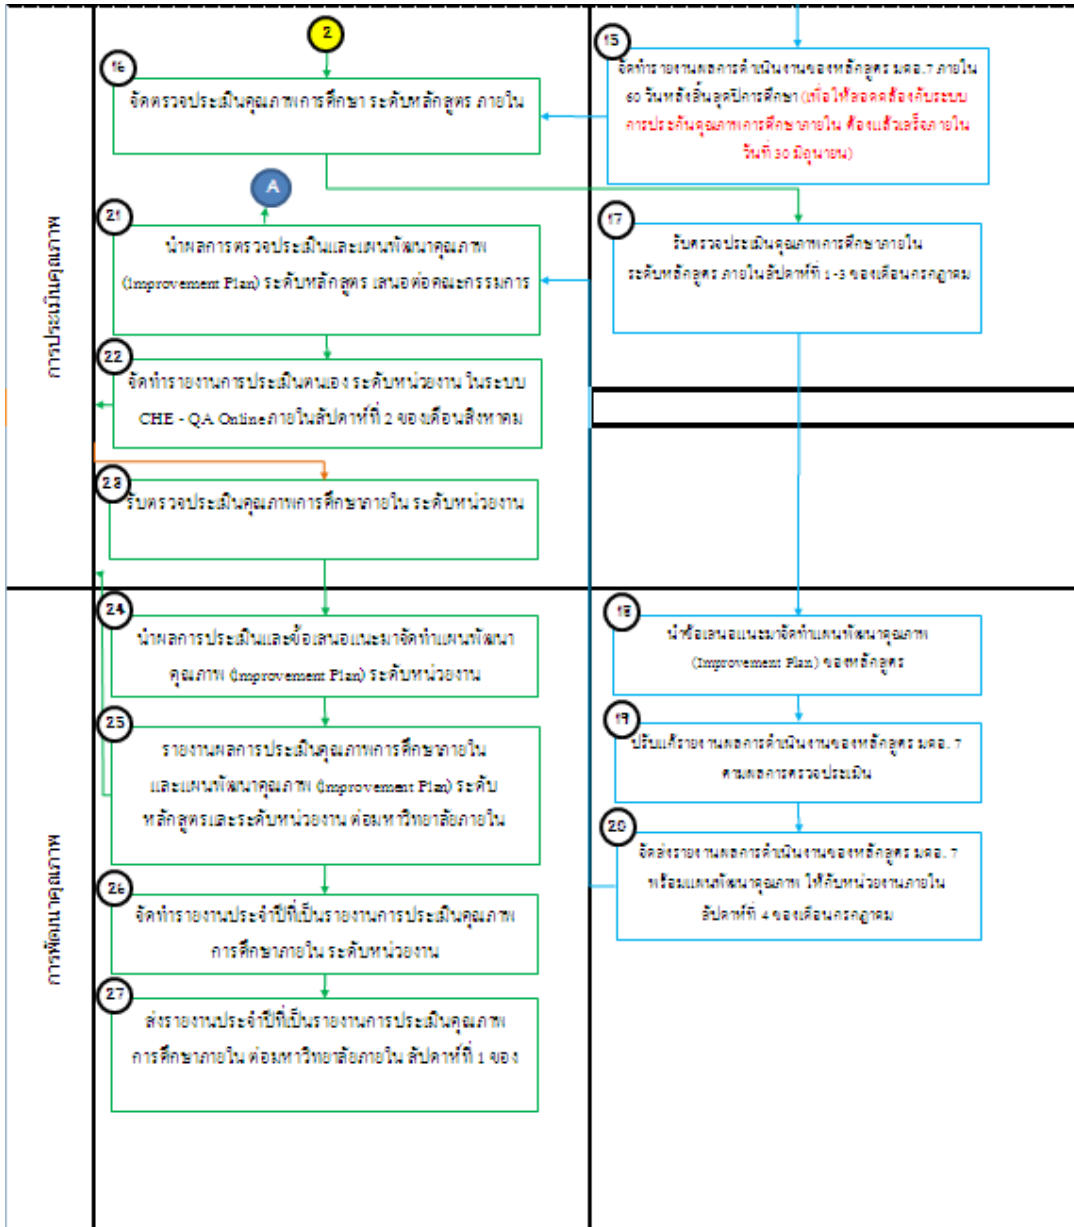 การประเมินคุณภาพ
2
16
จัดตรวจประเมินคุณภาพการศึกษา ระดับหลักสูตร ภายใน
15
จัดทำรายงานผลการดำเนินงานของหลักสูตร มคอ.7 ภายใน
60 วันหลังสิ้นสุดปีการศึกษา (เพื่อให้สอดคล้องกับระบบ
การประกันคุณภาพการศึกษาภายใน ต้องแล้วเสร็จภายใน
วันที่ 30 มิถุนายน)
A
21
นำผลการตรวจประเมินและแผนพัฒนาคุณภาพ
(Improvement Plan) ระดับหลักสูตร เสนอต่อคณะกรรมการ
17
รับตรวจประเมินคุณภาพการศึกษาภายใน
ระดับหลักสูตร ภายในสัปดาห์ที่ 1 -3 ของเดือนกรกฎาคม
22
จัดทำรายงานการประเมินตนเอง ระดับหน่วยงาน ในระบบ
CHE - QA Online ภายในสัปดาห์ที่ 2 ของเดือนสิงหาคม
23
รับตรวจประเมินคุณภาพการศึกษาภายใน ระดับหน่วยงาน
การพัฒนาคุณภาพ
24
นำผลการประเมินและข้อเสนอแนะมาจัดทำแผนพัฒนา
คุณภาพ (Improvement Plan) ระดับหน่วยงาน
18
นำข้อเสนอแนะมาจัดทำแผนพัฒนาคุณภาพ
(Improvement Plan) ของหลักสูตร
25
รายงานผลการประเมินคุณภาพการศึกษาภายใน
และแผนพัฒนาคุณภาพ (Improvement Plan) ระดับ
หลักสูตรและระดับหน่วยงาน ต่อมหาวิทยาลัยภายใน
19
ปรับแก้รายงานผลการดำเนินงานของหลักสูตร มคอ. 7
ตามผลการตรวจประเมิน
20
จัดส่งรายงานผลการดำเนินงานของหลักสูตร มคอ. 7
พร้อมแผนพัฒนาคุณภาพ ให้กับหน่วยงานภายใน
สัปดาห์ที่ 4 ของเดือนกรกฎาคม
26
จัดทำรายงานประจำปีที่เป็นรายงานการประเมินคุณภาพ
การศึกษาภายใน ระดับหน่วยงาน
27
ส่งรายงานประจำปีที่เป็นรายงานการประเมินคุณภาพ
การศึกษาภายใน ต่อมหาวิทยาลัยภายใน สัปดาห์ที่ 1 ของ